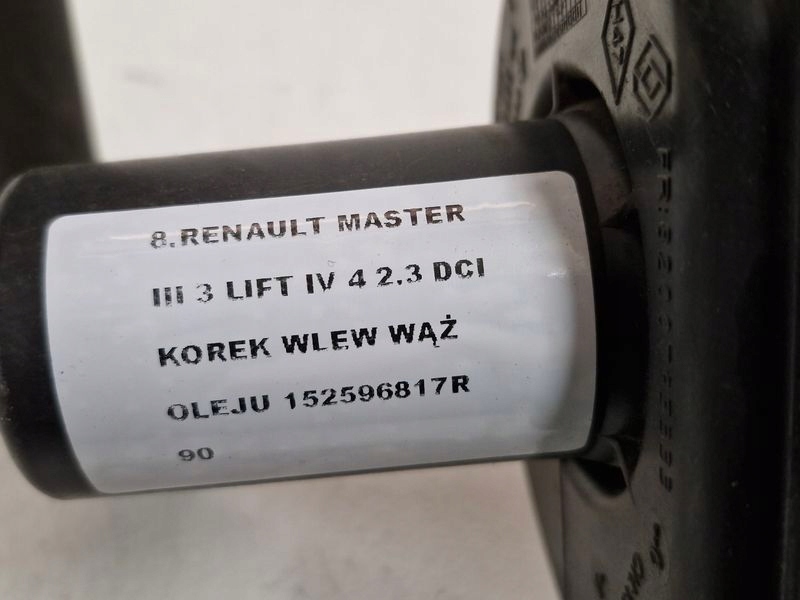 8.RENAULT MASTER
III 3 LIFT IV 4 2.3 DCI
KOREK WLEW WĄŻ
OLEJU 152596817R
90